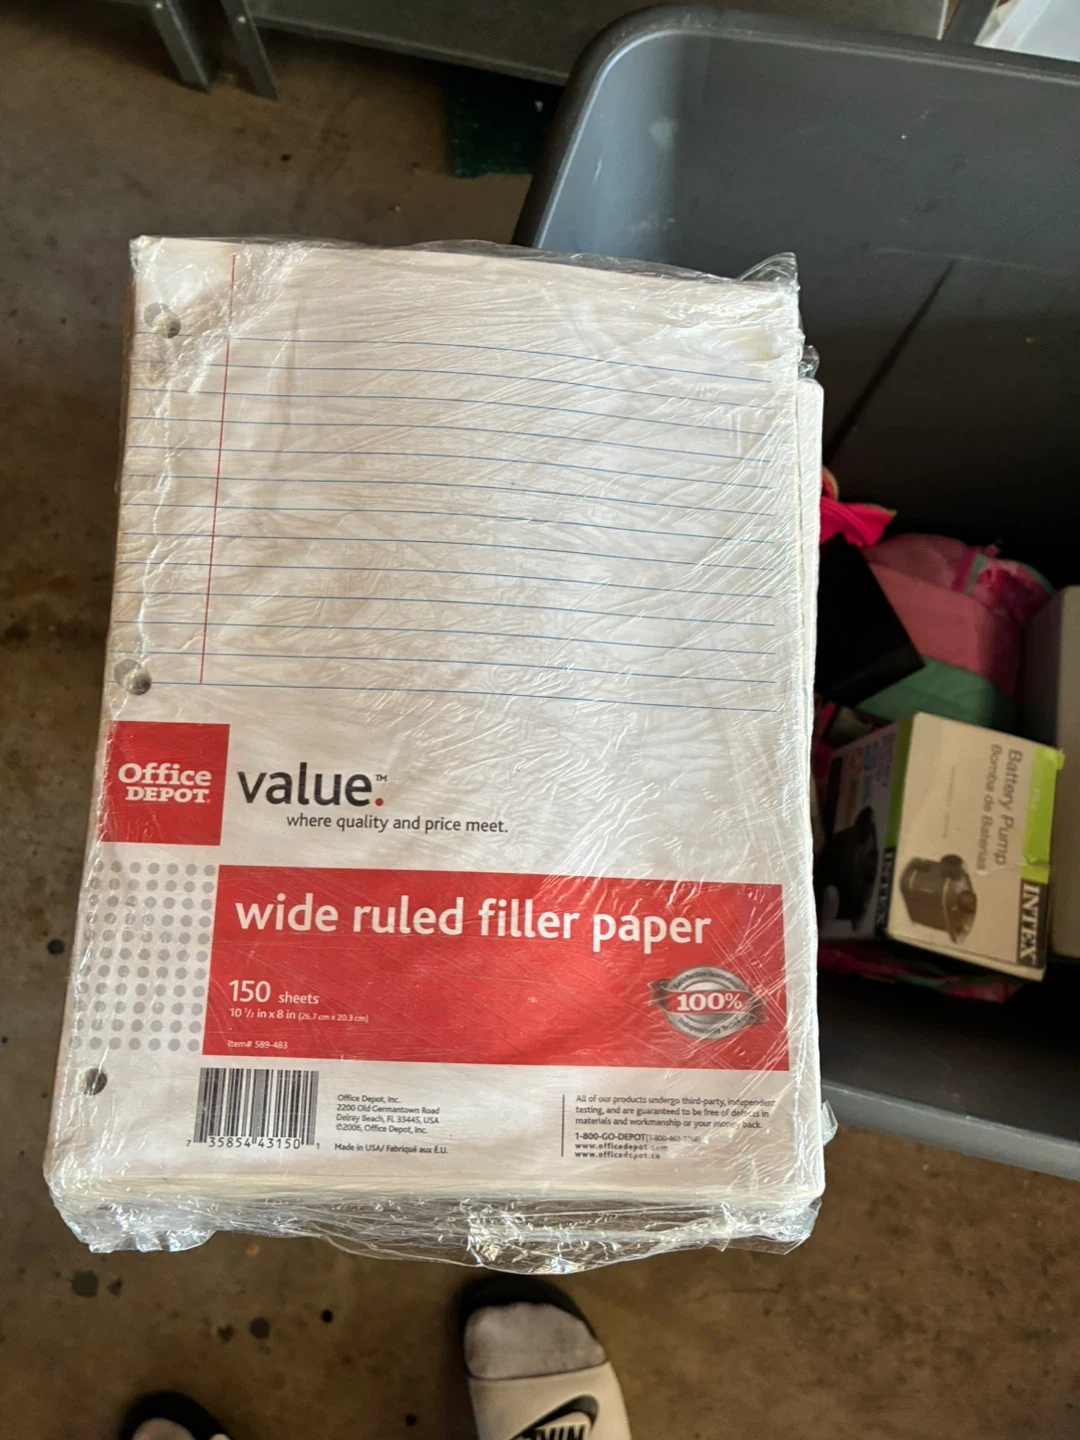 Office
DEPOT.
value.™
where quality and price meet.
wide ruled filler paper
150 sheets
10 ½ in x 8 in (26.7 cm x 20.3 cm)
Item# 589-483
100%
7 35854 43150 1
Office Depot, Inc.
2200 Old Germantown Road
Delray Beach, FL 33445, USA
©2006, Office Depot, Inc.
Made in USA/ Fabriqué aux É.U.
All of our products undergo third-party, independent
testing, and are guaranteed to be free of defects in
materials and workmanship or your money back.
1-800-GO-DEPOT
www.officedepot.com
www.officedepot.ca
Battery Pump
Bomba de Baterías
INTEX
INTEX